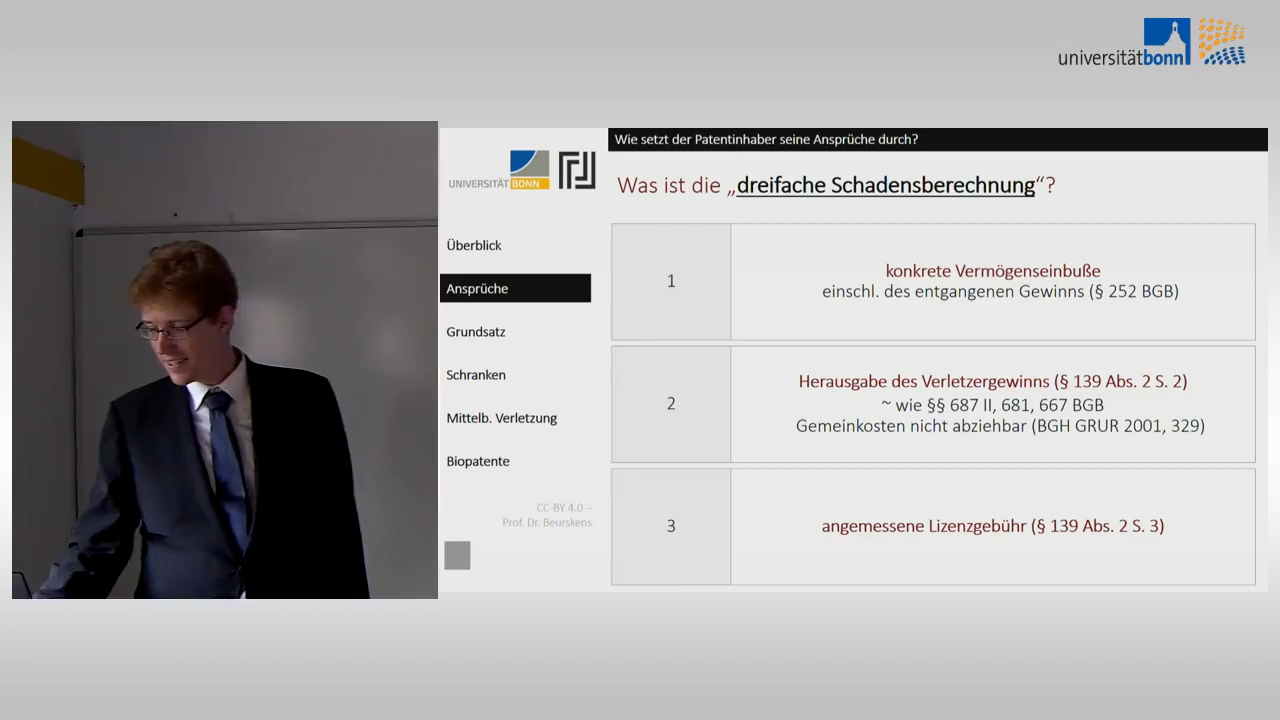 universitätbonn
Wie setzt der Patentinhaber seine Ansprüche durch?
UNIVERSITÄT BONN
Was ist die „dreifache Schadensberechnung“?
Überblick
Ansprüche
Grundsatz
Schranken
Mittelb. Verletzung
Biopatente
CC-BY 4.0 –
Prof. Dr. Beurskens
1
konkrete Vermögenseinbuße
einschl. des entgangenen Gewinns (§ 252 BGB)
2
Herausgabe des Verletzergewinns (§ 139 Abs. 2 S. 2)
~ wie §§ 687 II, 681, 667 BGB
Gemeinkosten nicht abziehbar (BGH GRUR 2001, 329)
3
angemessene Lizenzgebühr (§ 139 Abs. 2 S. 3)